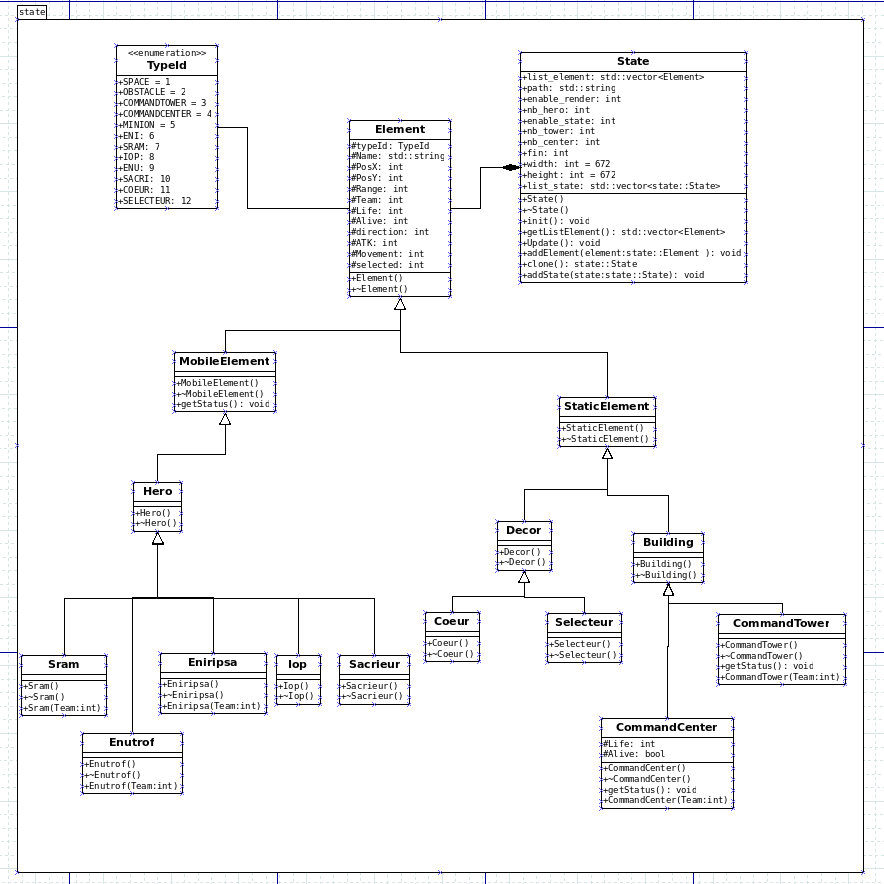 state
<<enumeration>>
TypeId
+SPACE = 1
+OBSTACLE = 2
+COMMANDTOWER = 3
+COMMANDCENTER = 4
+MINION = 5
+ENI: 6
+SRAM: 7
+IOP: 8
+ENU: 9
+SACRI: 10
+COEUR: 11
+SELECTEUR: 12
Element
#typeId: TypeId
#Name: std::string
#PosX: int
#PosY: int
#Range: int
#Team: int
#Life: int
#Alive: int
#direction: int
#ATK: int
#Movement: int
#selected: int
+Element()
+~Element()
State
+list_element: std::vector<Element>
+path: std::string
+enable_render: int
+nb_hero: int
+enable_state: int
+nb_tower: int
+nb_center: int
+fin: int
+width: int = 672
+height: int = 672
+list_state: std::vector<state::State>
+State()
+~State()
+init(): void
+getListElement(): std::vector<Element>
+Update(): void
+addElement(element:state::Element ): void
+clone(): state::State
+addState(state:state::State): void
MobileElement
+MobileElement()
+~MobileElement()
+getStatus(): void
StaticElement
+StaticElement()
+~StaticElement()
Hero
+Hero()
+~Hero()
Decor
+Decor()
+~Decor()
Building
+Building()
+~Building()
Coeur
+Coeur()
+~Coeur()
Selecteur
+Selecteur()
+~Selecteur()
CommandTower
+CommandTower()
+~CommandTower()
+getStatus(): void
+CommandTower(Team:int)
Sram
+Sram()
+~Sram()
+Sram(Team:int)
Eniripsa
+Eniripsa()
+~Eniripsa()
+Eniripsa(Team:int)
Iop
+Iop()
+~Iop()
Sacrieur
+Sacrieur()
+~Sacrieur()
Enutrof
+Enutrof()
+~Enutrof()
+Enutrof(Team:int)
CommandCenter
#Life: int
#Alive: bool
+CommandCenter()
+~CommandCenter()
+getStatus(): void
+CommandCenter(Team:int)